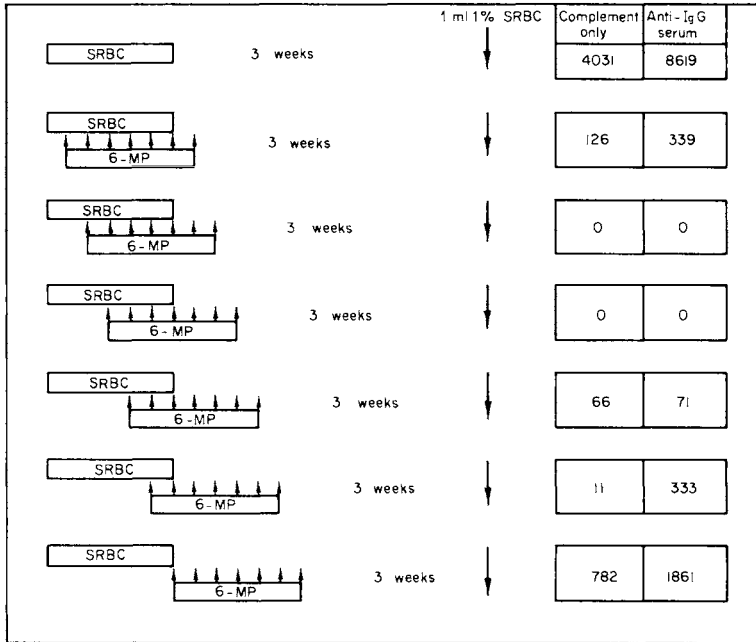 1 ml 1% SRBC
Complement only
Anti-IgG serum
SRBC
3 weeks
4031
8619
SRBC
6-MP
3 weeks
126
339
SRBC
6-MP
3 weeks
0
0
SRBC
6-MP
3 weeks
0
0
SRBC
6-MP
3 weeks
66
71
SRBC
6-MP
3 weeks
11
333
SRBC
6-MP
3 weeks
782
1861